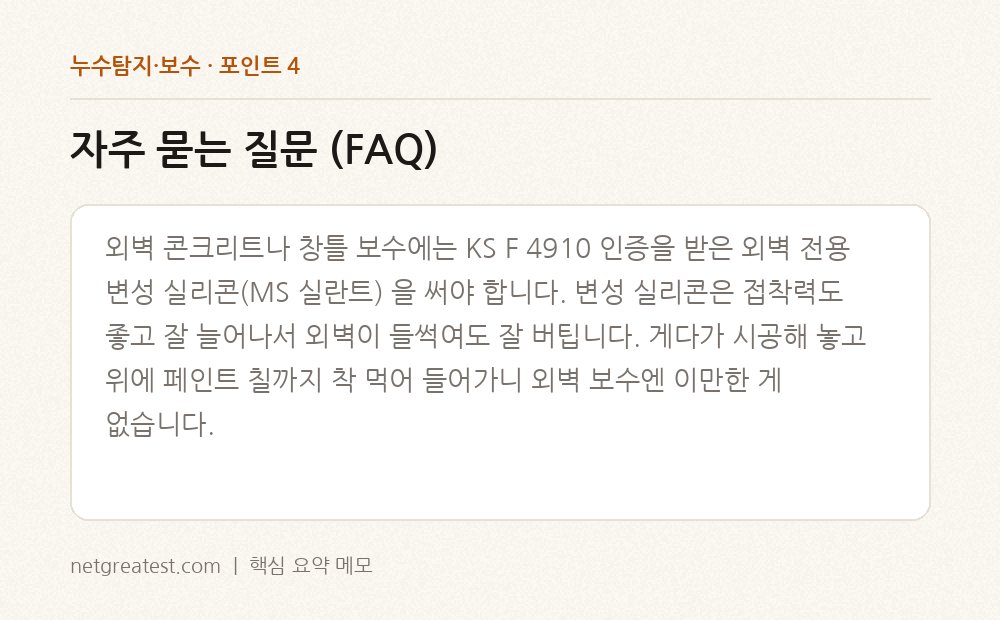 누수탐지·보수 · 포인트 4
자주 묻는 질문 (FAQ)
외벽 콘크리트나 창틀 보수에는 KS F 4910 인증을 받은 외벽 전용
변성 실리콘(MS 실란트) 을 써야 합니다. 변성 실리콘은 접착력도
좋고 잘 늘어나서 외벽이 들썩여도 잘 버팁니다. 게다가 시공해 놓고
위에 페인트 칠까지 착 먹어 들어가니 외벽 보수엔 이만한 게
없습니다.
netgreatest.com | 핵심 요약 메모